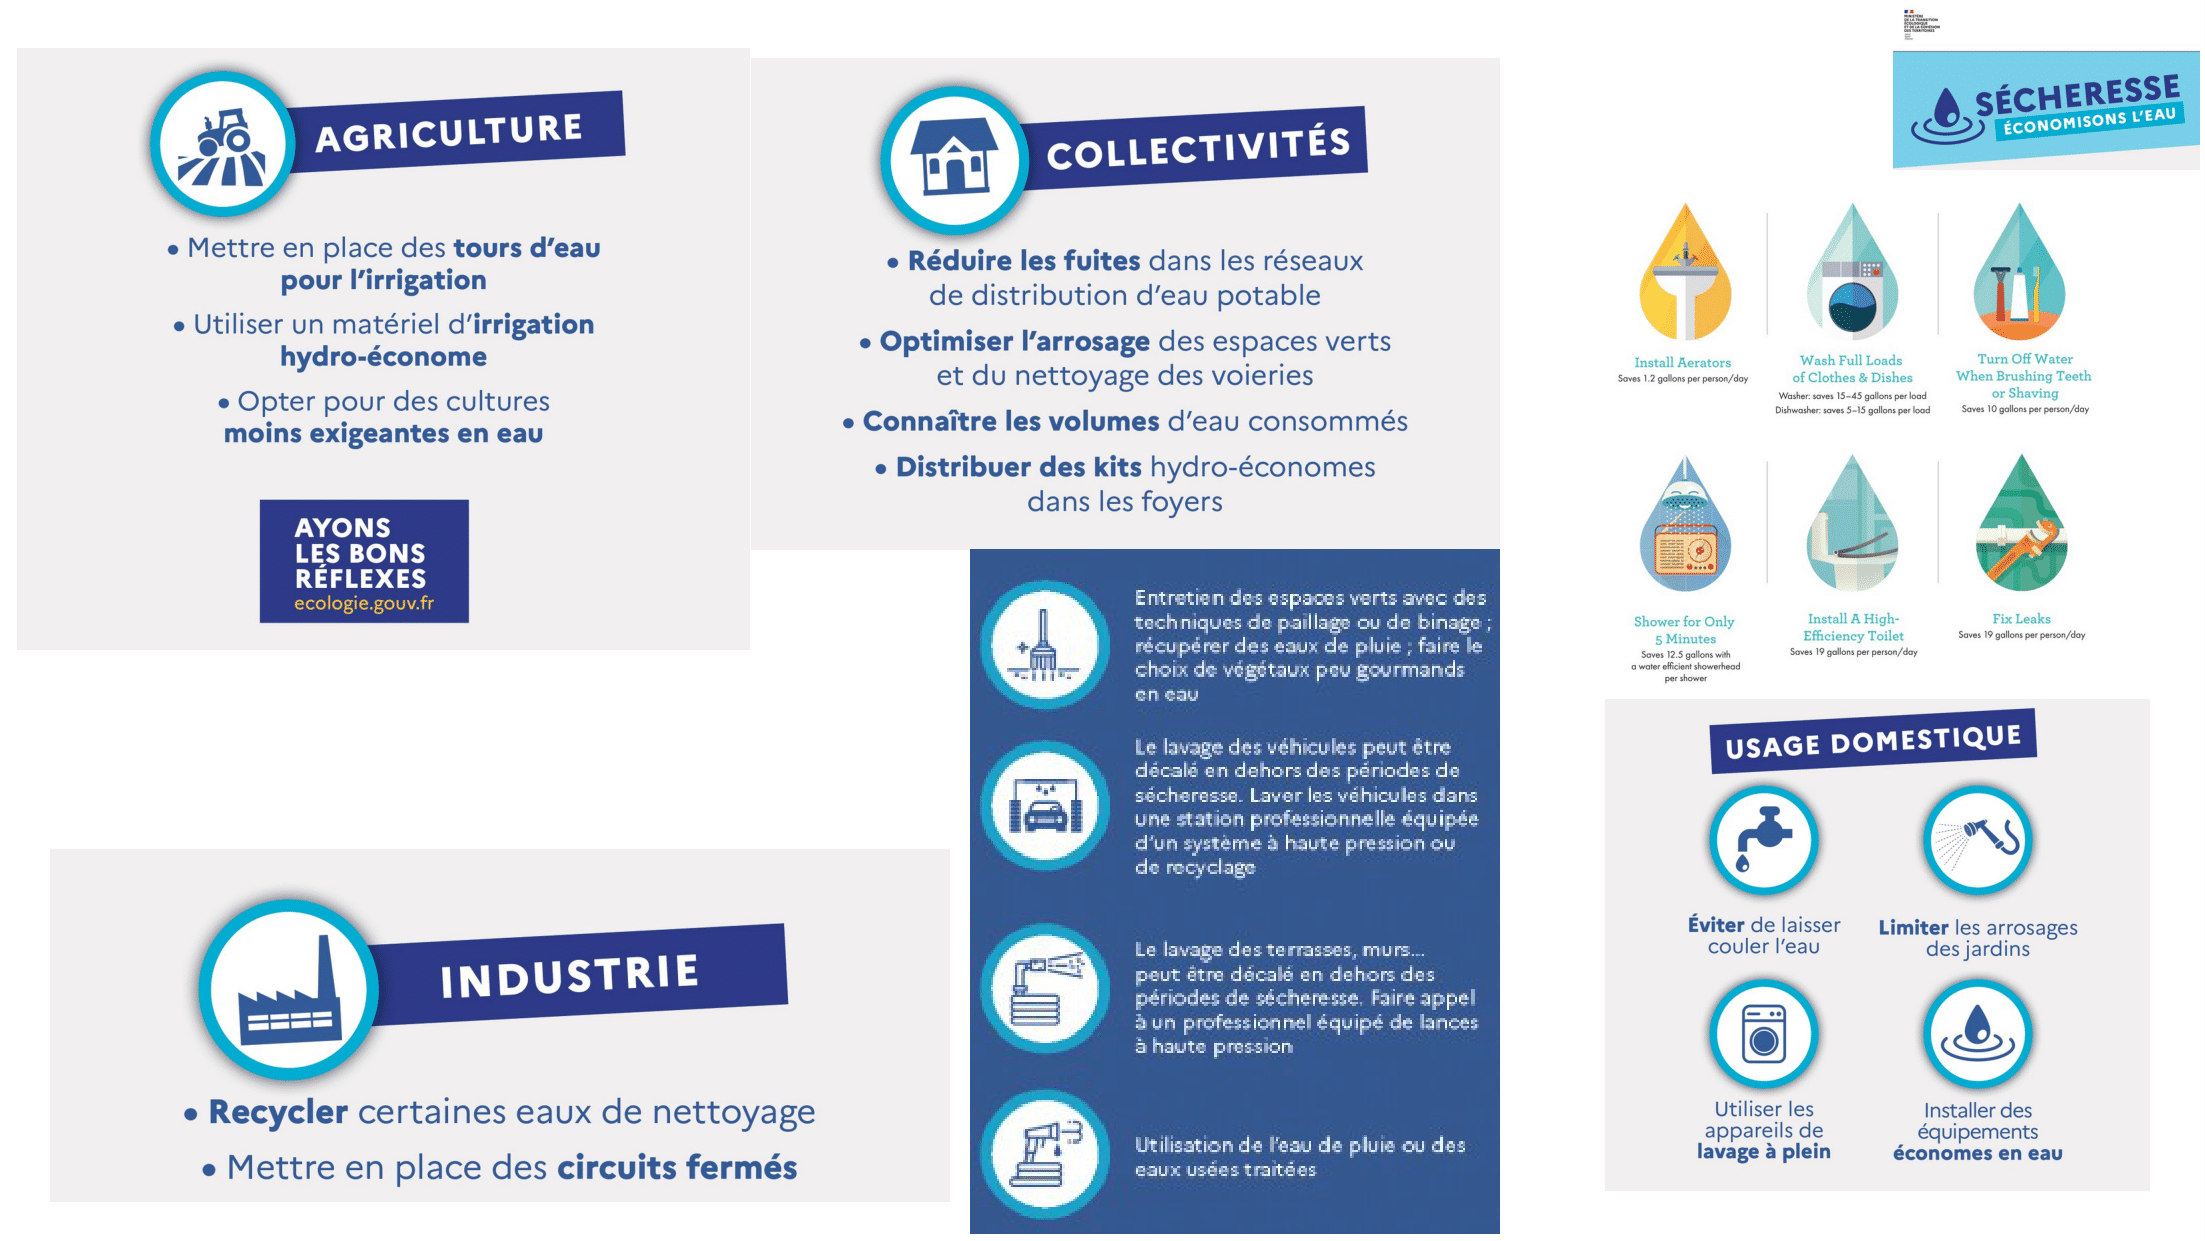 AGRICULTURE
• Mettre en place des tours d’eau
pour l’irrigation
• Utiliser un matériel d’irrigation
hydro-économe
• Opter pour des cultures
moins exigeantes en eau
AYONS
LES BONS
RÉFLEXES
ecologie.gouv.fr
COLLECTIVITÉS
• Réduire les fuites dans les réseaux
de distribution d’eau potable
• Optimiser l’arrosage des espaces verts
et du nettoyage des voieries
• Connaître les volumes d’eau consommés
• Distribuer des kits hydro-économes
dans les foyers
INDUSTRIE
• Recycler certaines eaux de nettoyage
• Mettre en place des circuits fermés
Entretien des espaces verts avec des
techniques de paillage ou de binage ;
récupérer des eaux de pluie ; faire le
choix de végétaux peu gourmands
en eau
Le lavage des véhicules peut être
décalé en dehors des périodes de
sécheresse. Laver les véhicules dans
une station professionnelle équipée
d’un système à haute pression ou
de recyclage
Le lavage des terrasses, murs...
peut être décalé en dehors des
périodes de sécheresse. Faire appel
à un professionnel équipé de lances
à haute pression
Utilisation de l’eau de pluie ou des
eaux usées traitées
MINISTÈRE
DE LA TRANSITION
ÉCOLOGIQUE
ET DE LA COHÉSION
DES TERRITOIRES
SÉCHERESSE
ÉCONOMISONS L’EAU
Install Aerators
Saves 1.2 gallons per person/day
Wash Full Loads
of Clothes & Dishes
Washer: saves 15–45 gallons per load
Dishwasher: saves 5–15 gallons per load
Turn Off Water
When Brushing Teeth
or Shaving
Saves 10 gallons per person/day
Shower for Only
5 Minutes
Saves 12.5 gallons with
a water efficient showerhead
per shower
Install A High-
Efficiency Toilet
Saves 19 gallons per person/day
Fix Leaks
Saves 19 gallons per person/day
USAGE DOMESTIQUE
Éviter de laisser
couler l’eau
Limiter les arrosages
des jardins
Utiliser les
appareils de
lavage à plein
Installer des
équipements
économes en eau